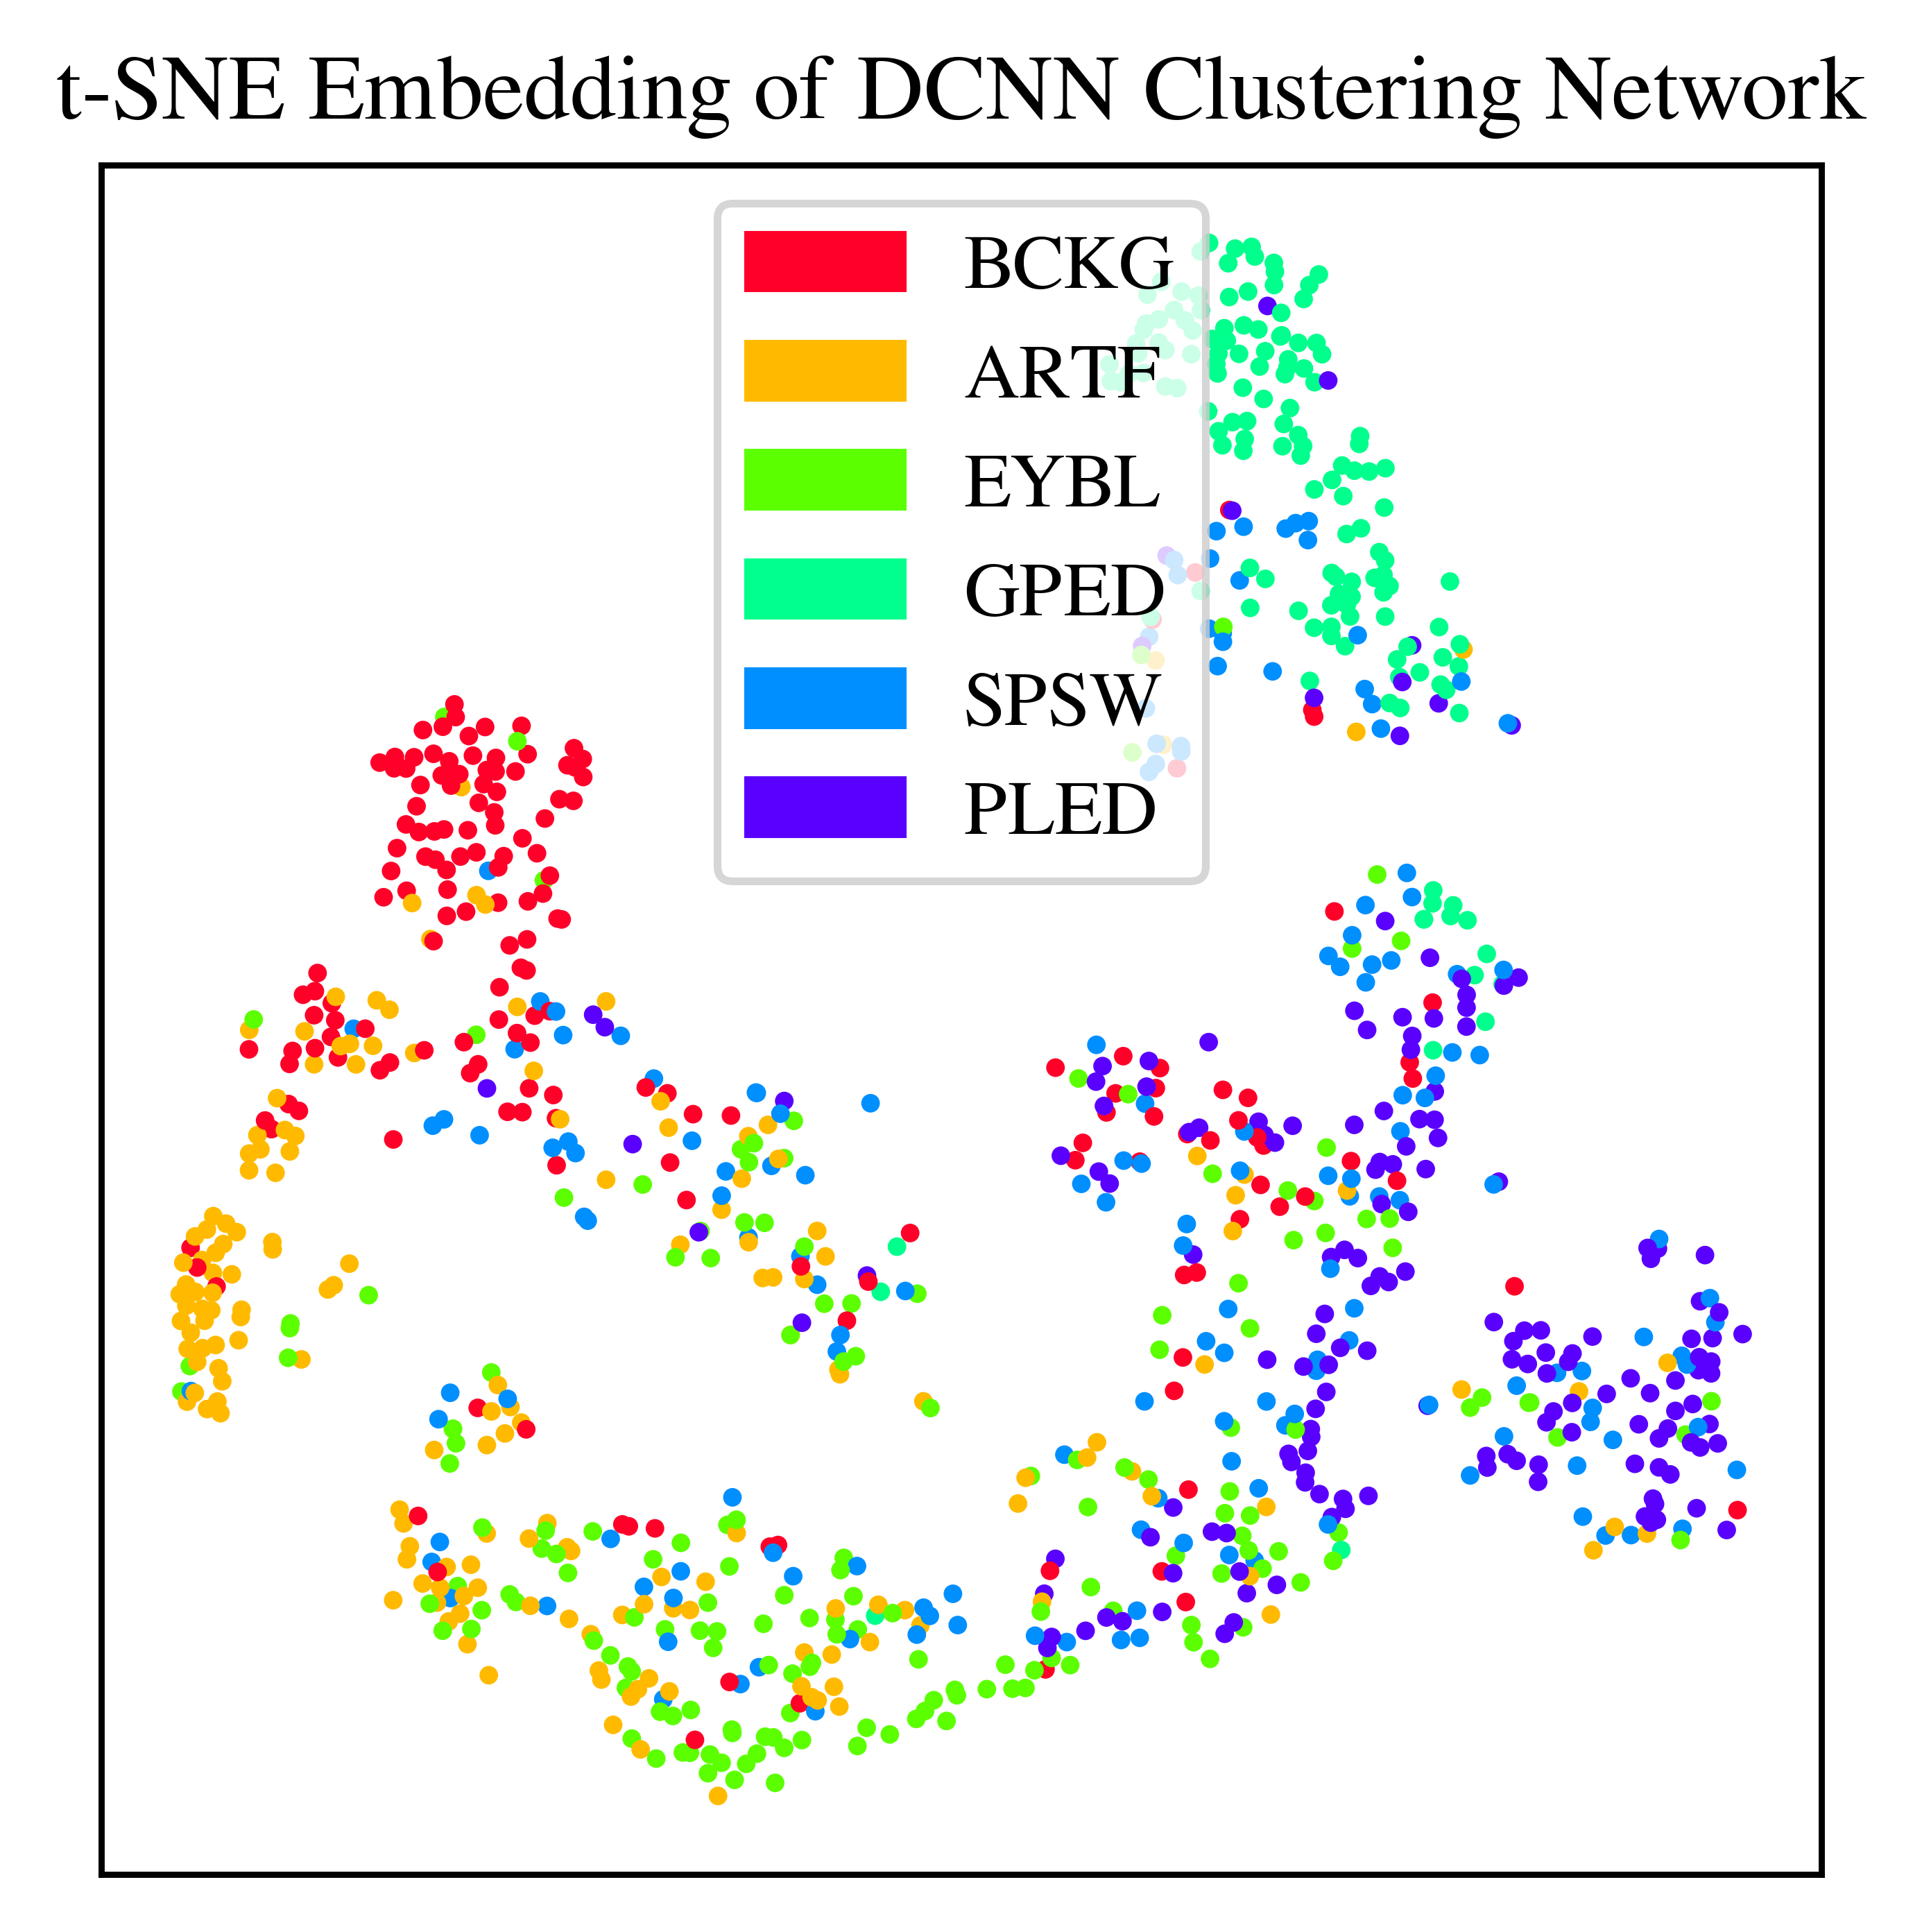 t-SNE Embedding of DCNN Clustering Network
BCKG
ARTF
EYBL
GPED
SPSW
PLED